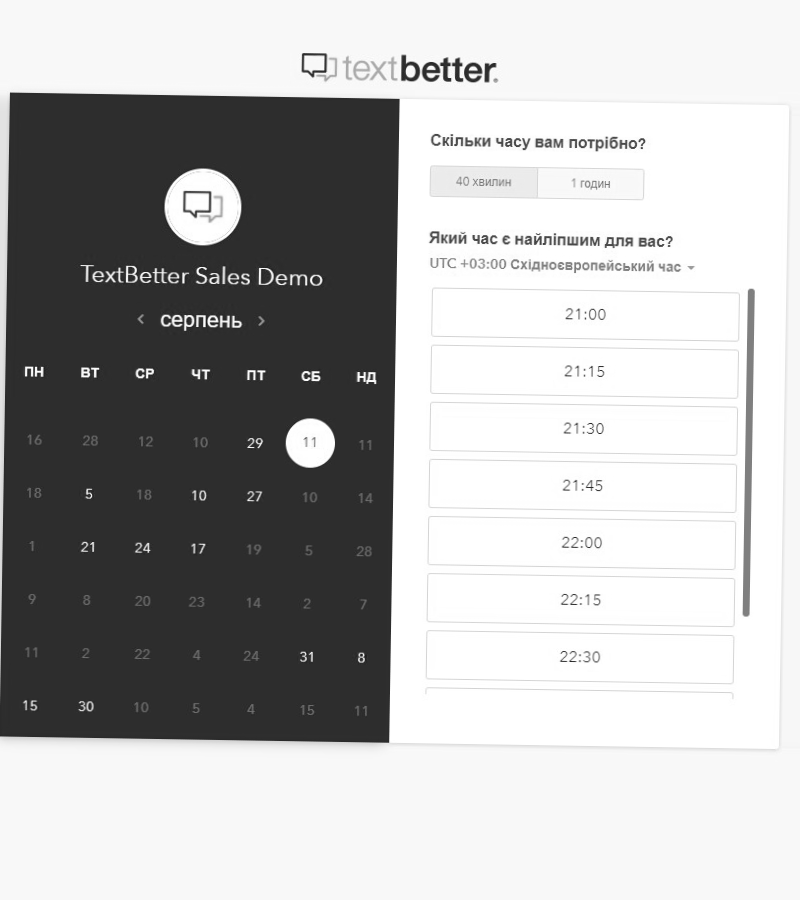 textbetter.
TextBetter Sales Demo
серпень
ПН ВТ СР ЧТ ПТ СБ НД
16 28 12 10 29 11 11
18 5 18 10 27 10 14
1 21 24 17 19 5 28
9 8 20 23 14 2 7
11 2 22 4 24 31 8
15 30 10 5 4 15 11
Скільки часу вам потрібно?
40 хвилин 1 годин
Який час є найліпшим для вас?
UTC +03:00 Східноєвропейський час
21:00
21:15
21:30
21:45
22:00
22:15
22:30